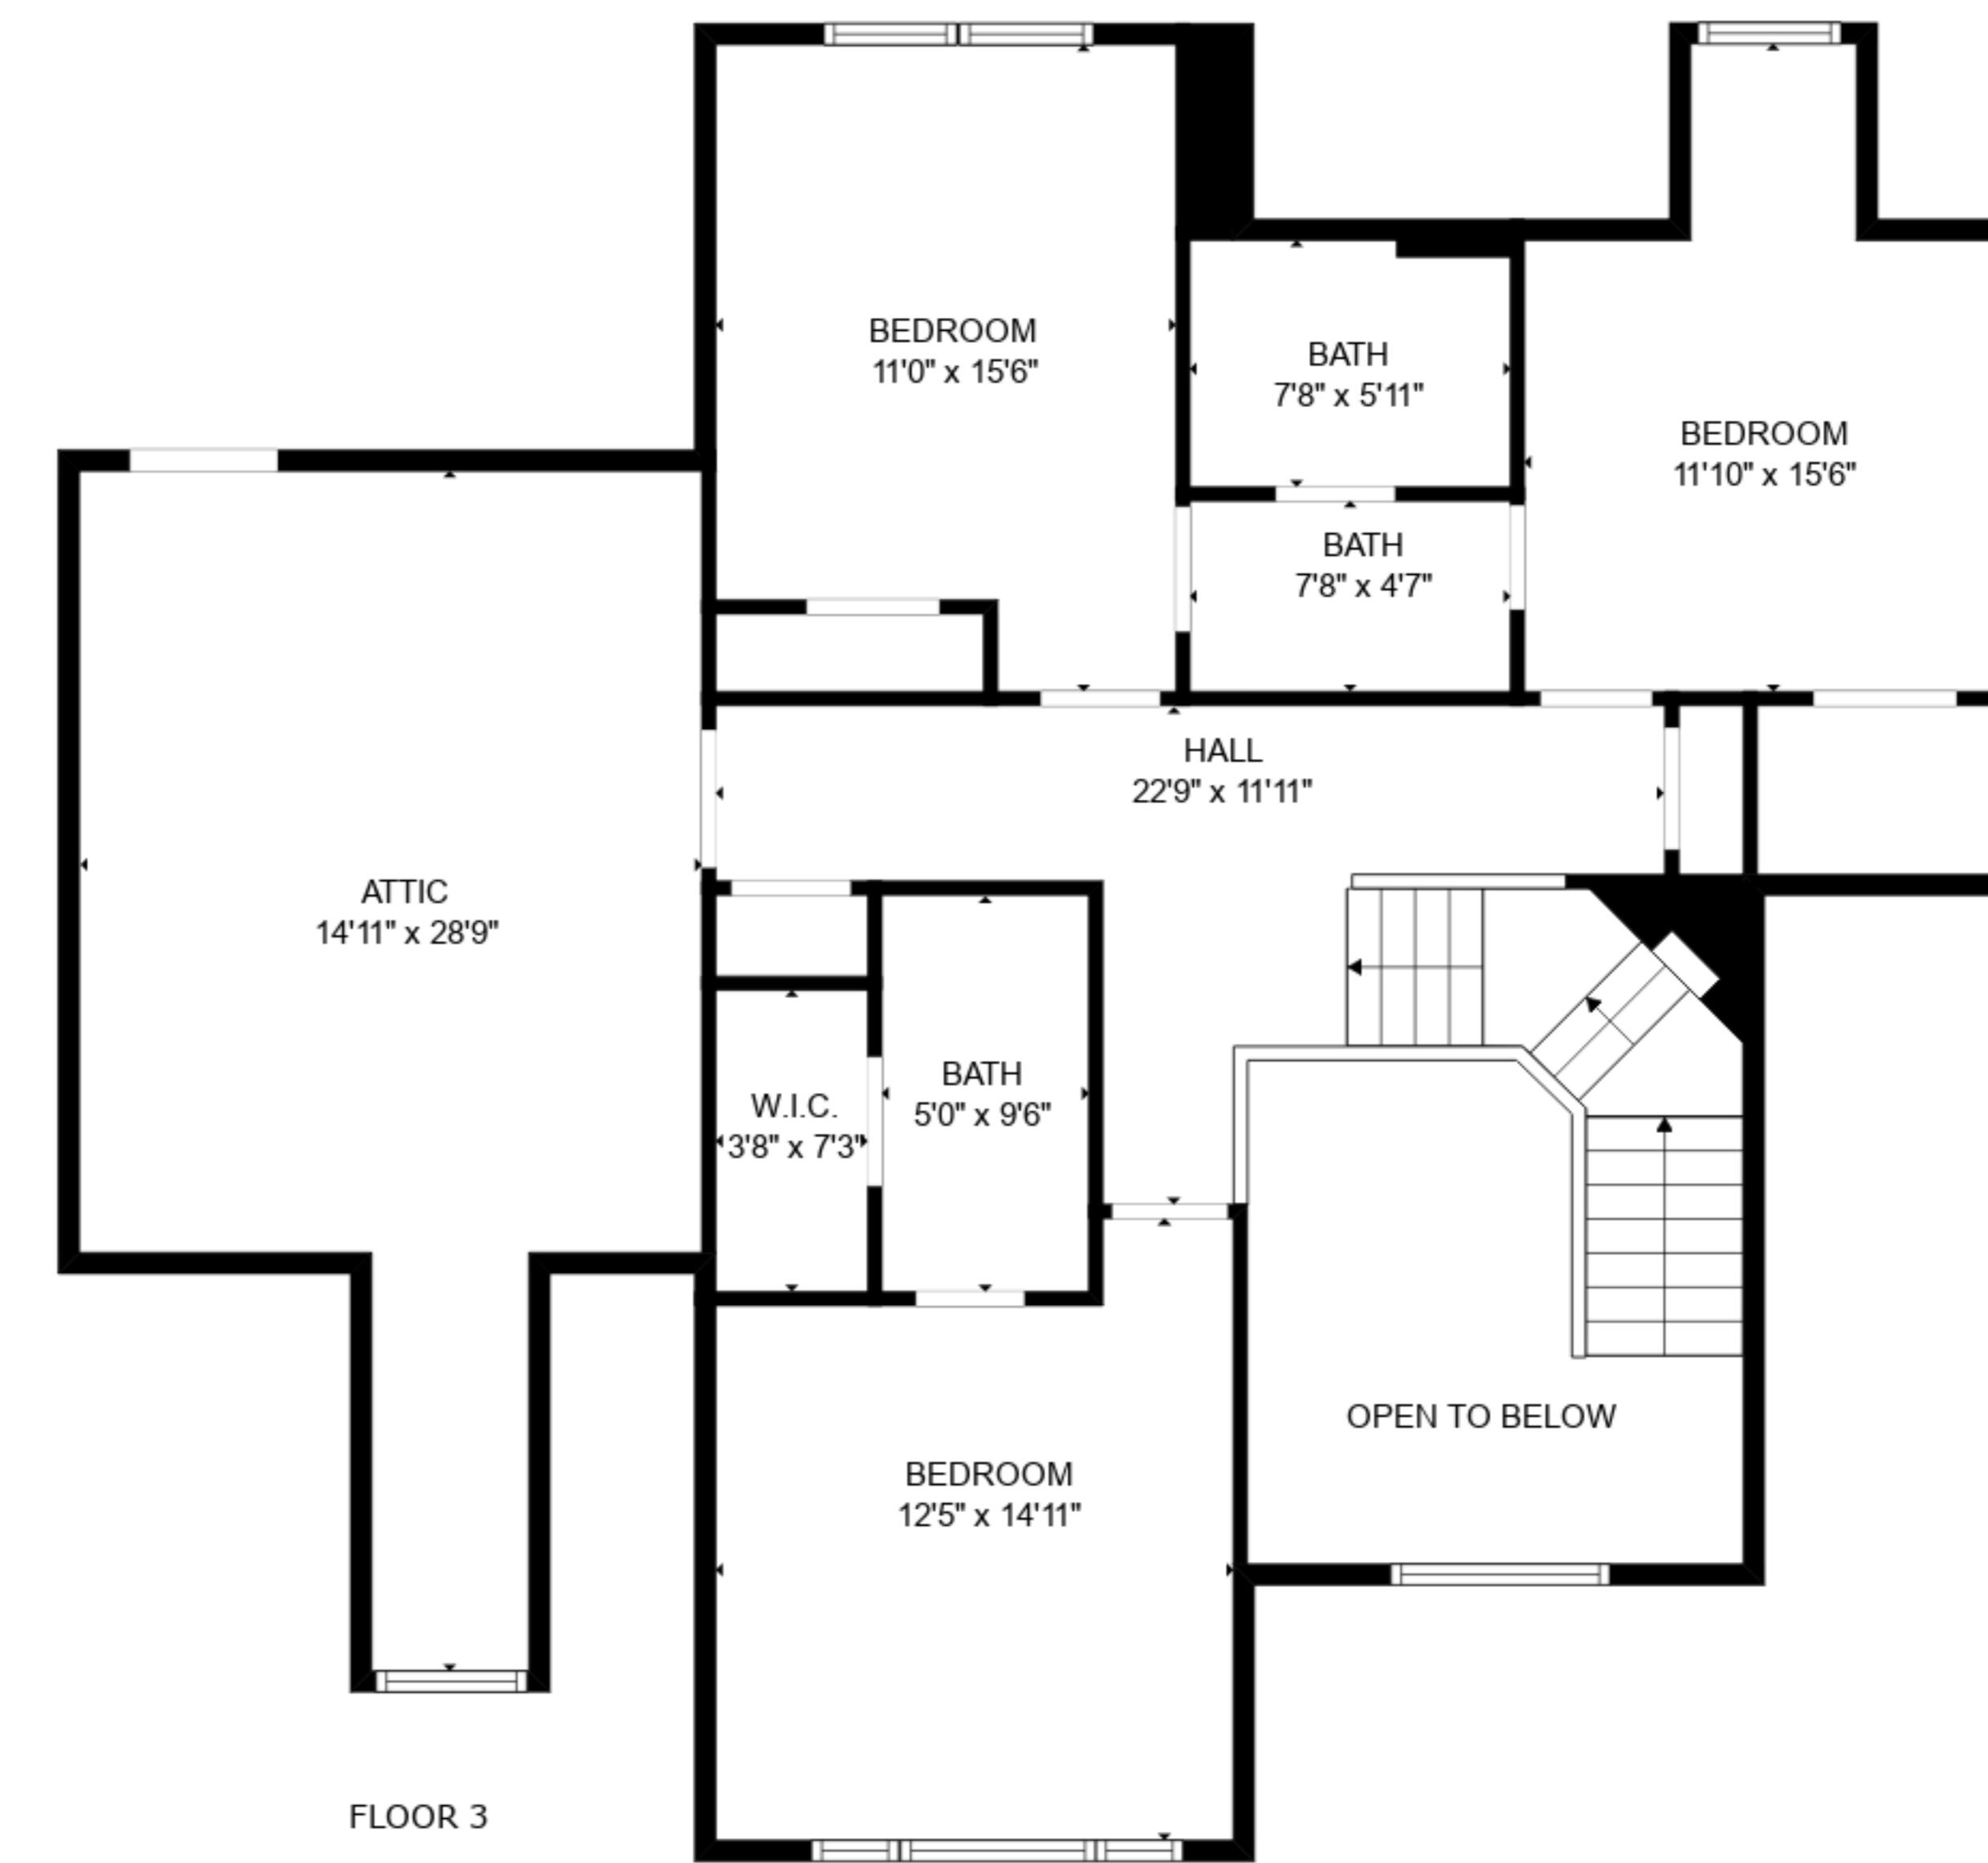 BEDROOM
11'0" x 15'6"
BATH
7'8" x 5'11"
BEDROOM
11'10" x 15'6"
BATH
7'8" x 4'7"
HALL
22'9" x 11'11"
ATTIC
14'11" x 28'9"
BATH
5'0" x 9'6"
W.I.C.
3'8" x 7'3"
OPEN TO BELOW
BEDROOM
12'5" x 14'11"
FLOOR 3